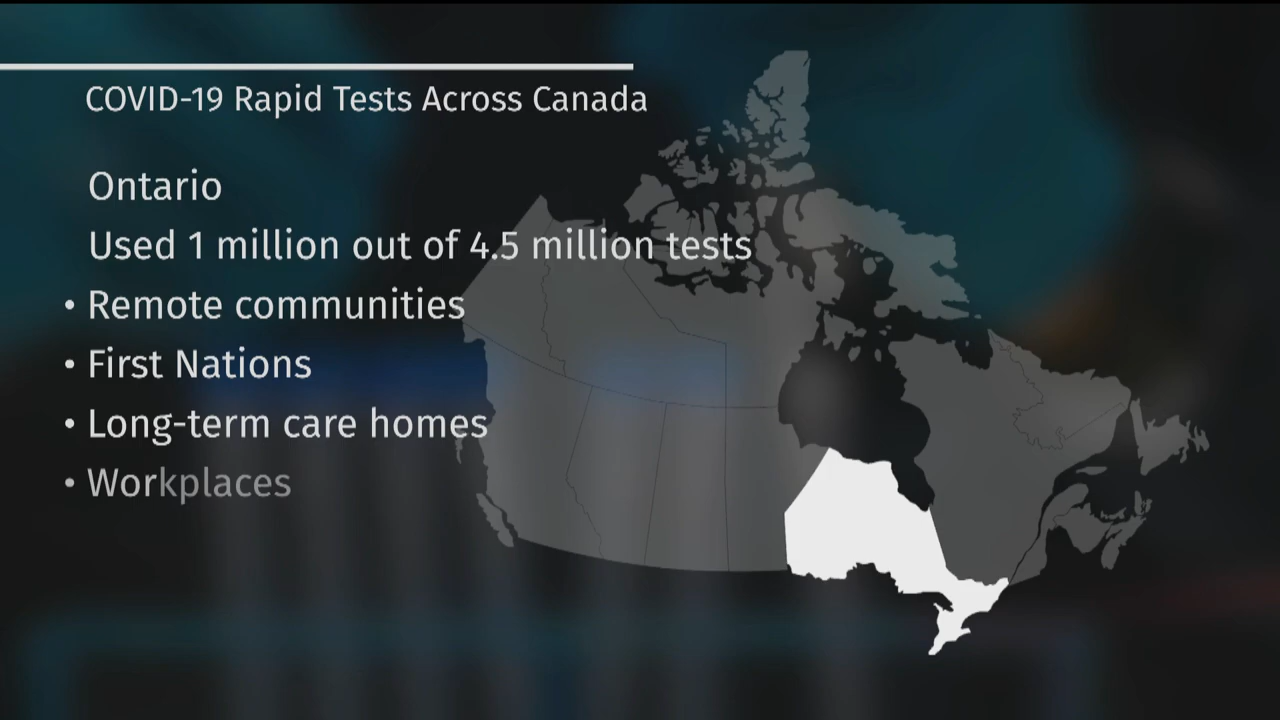 COVID-19 Rapid Tests Across Canada
Ontario
Used 1 million out of 4.5 million tests
• Remote communities
• First Nations
• Long-term care homes
• Workplaces